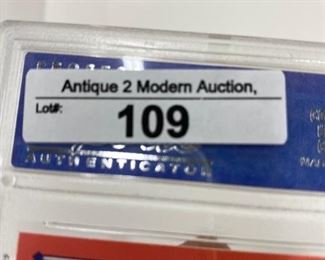 Antique 2 Modern Auction,
Lot#:
109
AUTHENTICATOR